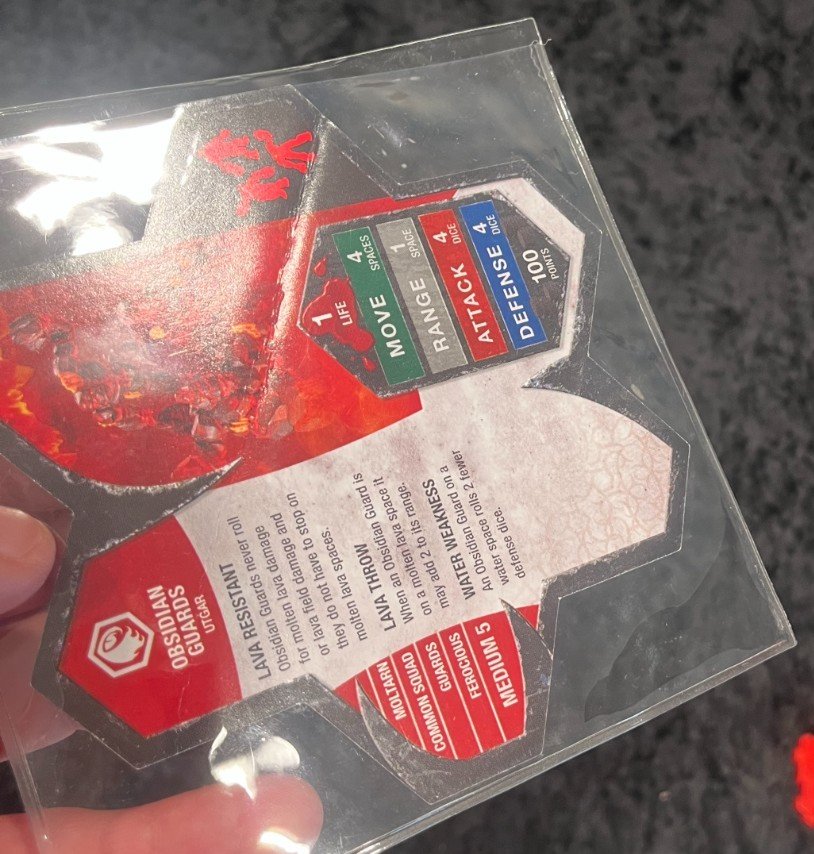 OBSIDIAN
GUARDS
UTGAR
LAVA RESISTANT
Obsidian Guards never roll
for molten lava damage and
or lava field damage and
they do not have to stop on
molten lava spaces.
LAVA THROW
When an Obsidian Guard is
on a molten lava space it
may add 2 to its range.
WATER WEAKNESS
An Obsidian Guard on a
water space rolls 2 fewer
defense dice.
MOLTARN
COMMON SQUAD
GUARDS
FEROCIOUS
MEDIUM 5
1
LIFE
MOVE 4
SPACES
RANGE 1
SPACE
ATTACK 4
DICE
DEFENSE 4
DICE
100
POINTS